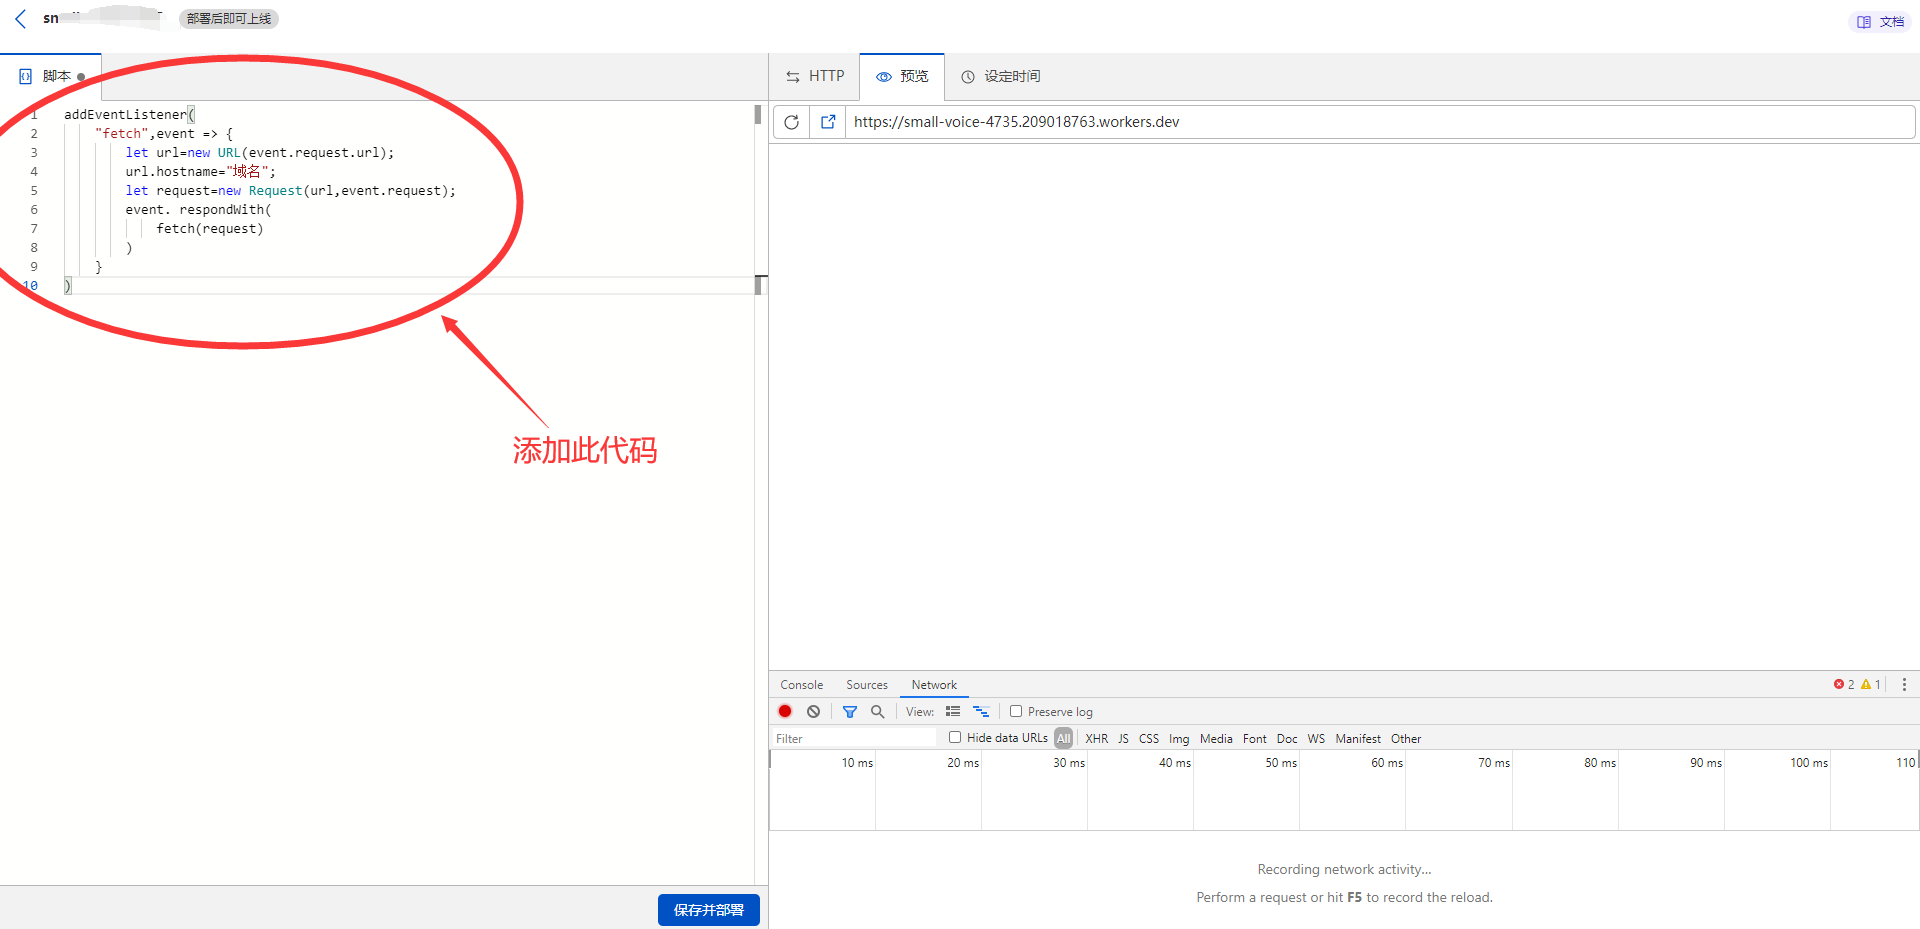 部署后即可上线
文档
脚本
HTTP
预览
设定时间
https://small-voice-4735.209018763.workers.dev
1 addEventListener(
2 "fetch",event => {
3 let url=new URL(event.request.url);
4 url.hostname="域名";
5 let request=new Request(url,event.request);
6 event. respondWith(
7 fetch(request)
8 )
9 }
10 )
添加此代码
保存并部署
Console Sources Network 2 1
View: Preserve log
Filter Hide data URLs All XHR JS CSS Img Media Font Doc WS Manifest Other
10 ms 20 ms 30 ms 40 ms 50 ms 60 ms 70 ms 80 ms 90 ms 100 ms 110
Recording network activity...
Perform a request or hit F5 to record the reload.